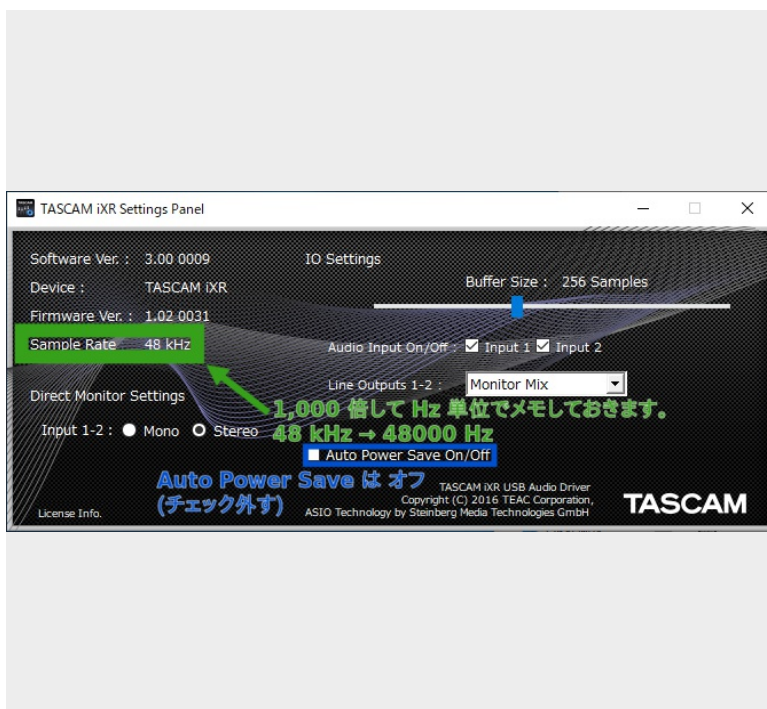 TASCAM iXR Settings Panel
Software Ver. : 3.00 0009
IO Settings
Device : TASCAM iXR
Buffer Size : 256 Samples
Firmware Ver. : 1.02 0031
Sample Rate : 48 kHz
Audio Input On/Off : Input 1 Input 2
Direct Monitor Settings
Line Outputs 1-2 : Monitor Mix
1,000 倍して Hz 単位でメモしておきます。
Input 1-2 : Mono Stereo
48 kHz → 48000 Hz
Auto Power Save On/Off
Auto Power Save は オフ
(チェック外す)
TASCAM iXR USB Audio Driver
Copyright (C) 2016 TEAC Corporation,
ASIO Technology by Steinberg Media Technologies GmbH
TASCAM
License Info.